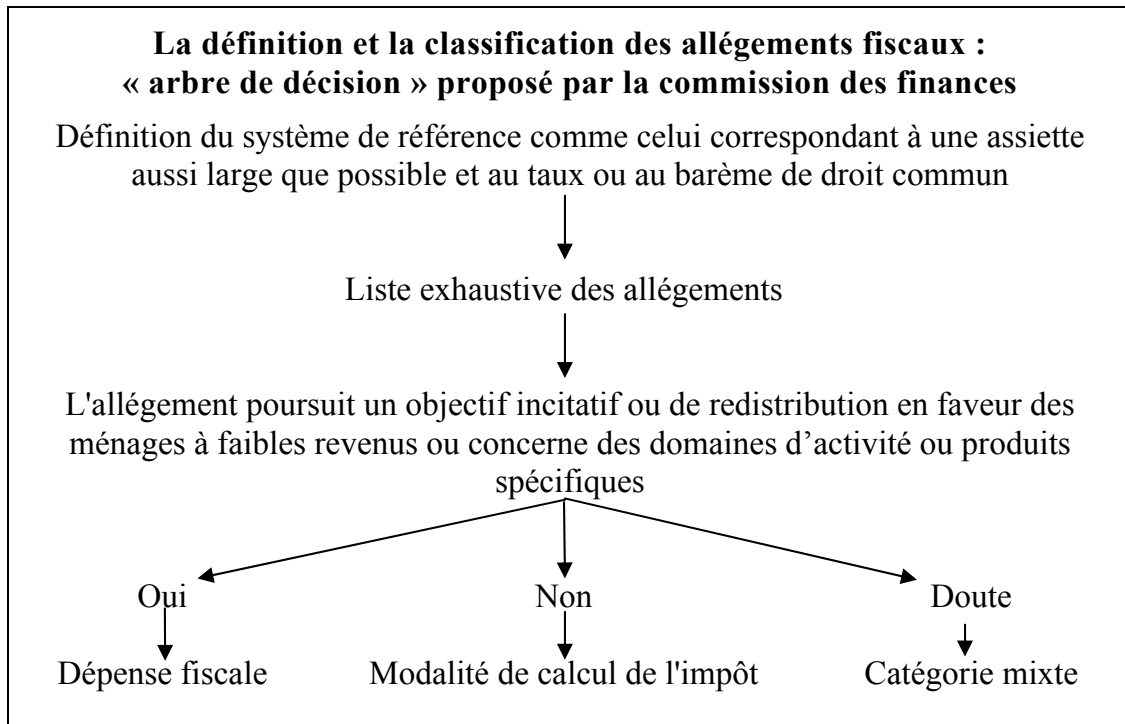 La définition et la classification des allégements fiscaux :
« arbre de décision » proposé par la commission des finances
Définition du système de référence comme celui correspondant à une assiette
aussi large que possible et au taux ou au barème de droit commun
Liste exhaustive des allégements
L'allégement poursuit un objectif incitatif ou de redistribution en faveur des
ménages à faibles revenus ou concerne des domaines d’activité ou produits
spécifiques
Oui Non Doute
Dépense fiscale Modalité de calcul de l'impôt Catégorie mixte